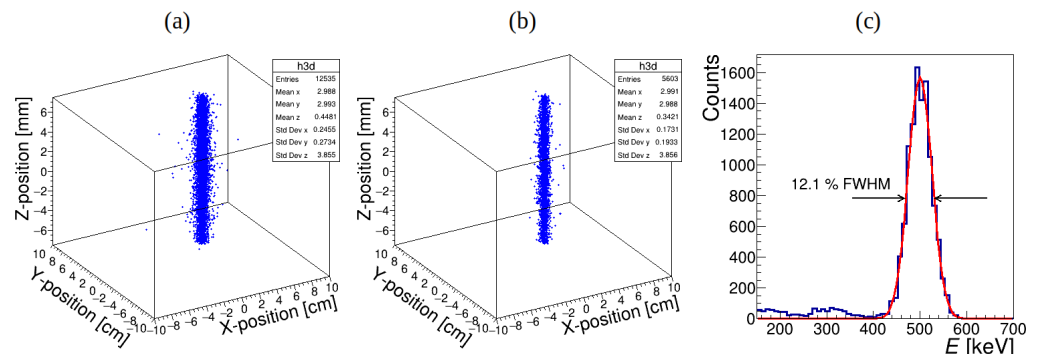 (a)
(b)
(c)
h3d
Entries 12535
Mean x 2.988
Mean y 2.993
Mean z 0.4481
Std Dev x 0.2455
Std Dev y 0.2734
Std Dev z 3.855
Z-position [mm]
6
4
2
0
−2
−4
−6
Y-position [cm]
10 8 6 4 2 0 −2 −4 −6 −8 −10
X-position [cm]
−10 −8 −6 −4 −2 0 2 4 6 8 10
h3d
Entries 5603
Mean x 2.991
Mean y 2.988
Mean z 0.3421
Std Dev x 0.1731
Std Dev y 0.1933
Std Dev z 3.856
Z-position [mm]
6
4
2
0
−2
−4
−6
Y-position [cm]
10 8 6 4 2 0 −2 −4 −6 −8 −10
X-position [cm]
−10 −8 −6 −4 −2 0 2 4 6 8 10
Counts
1600
1400
1200
1000
800
600
400
200
0
12.1 % FWHM
200 300 400 500 600 700
E [keV]